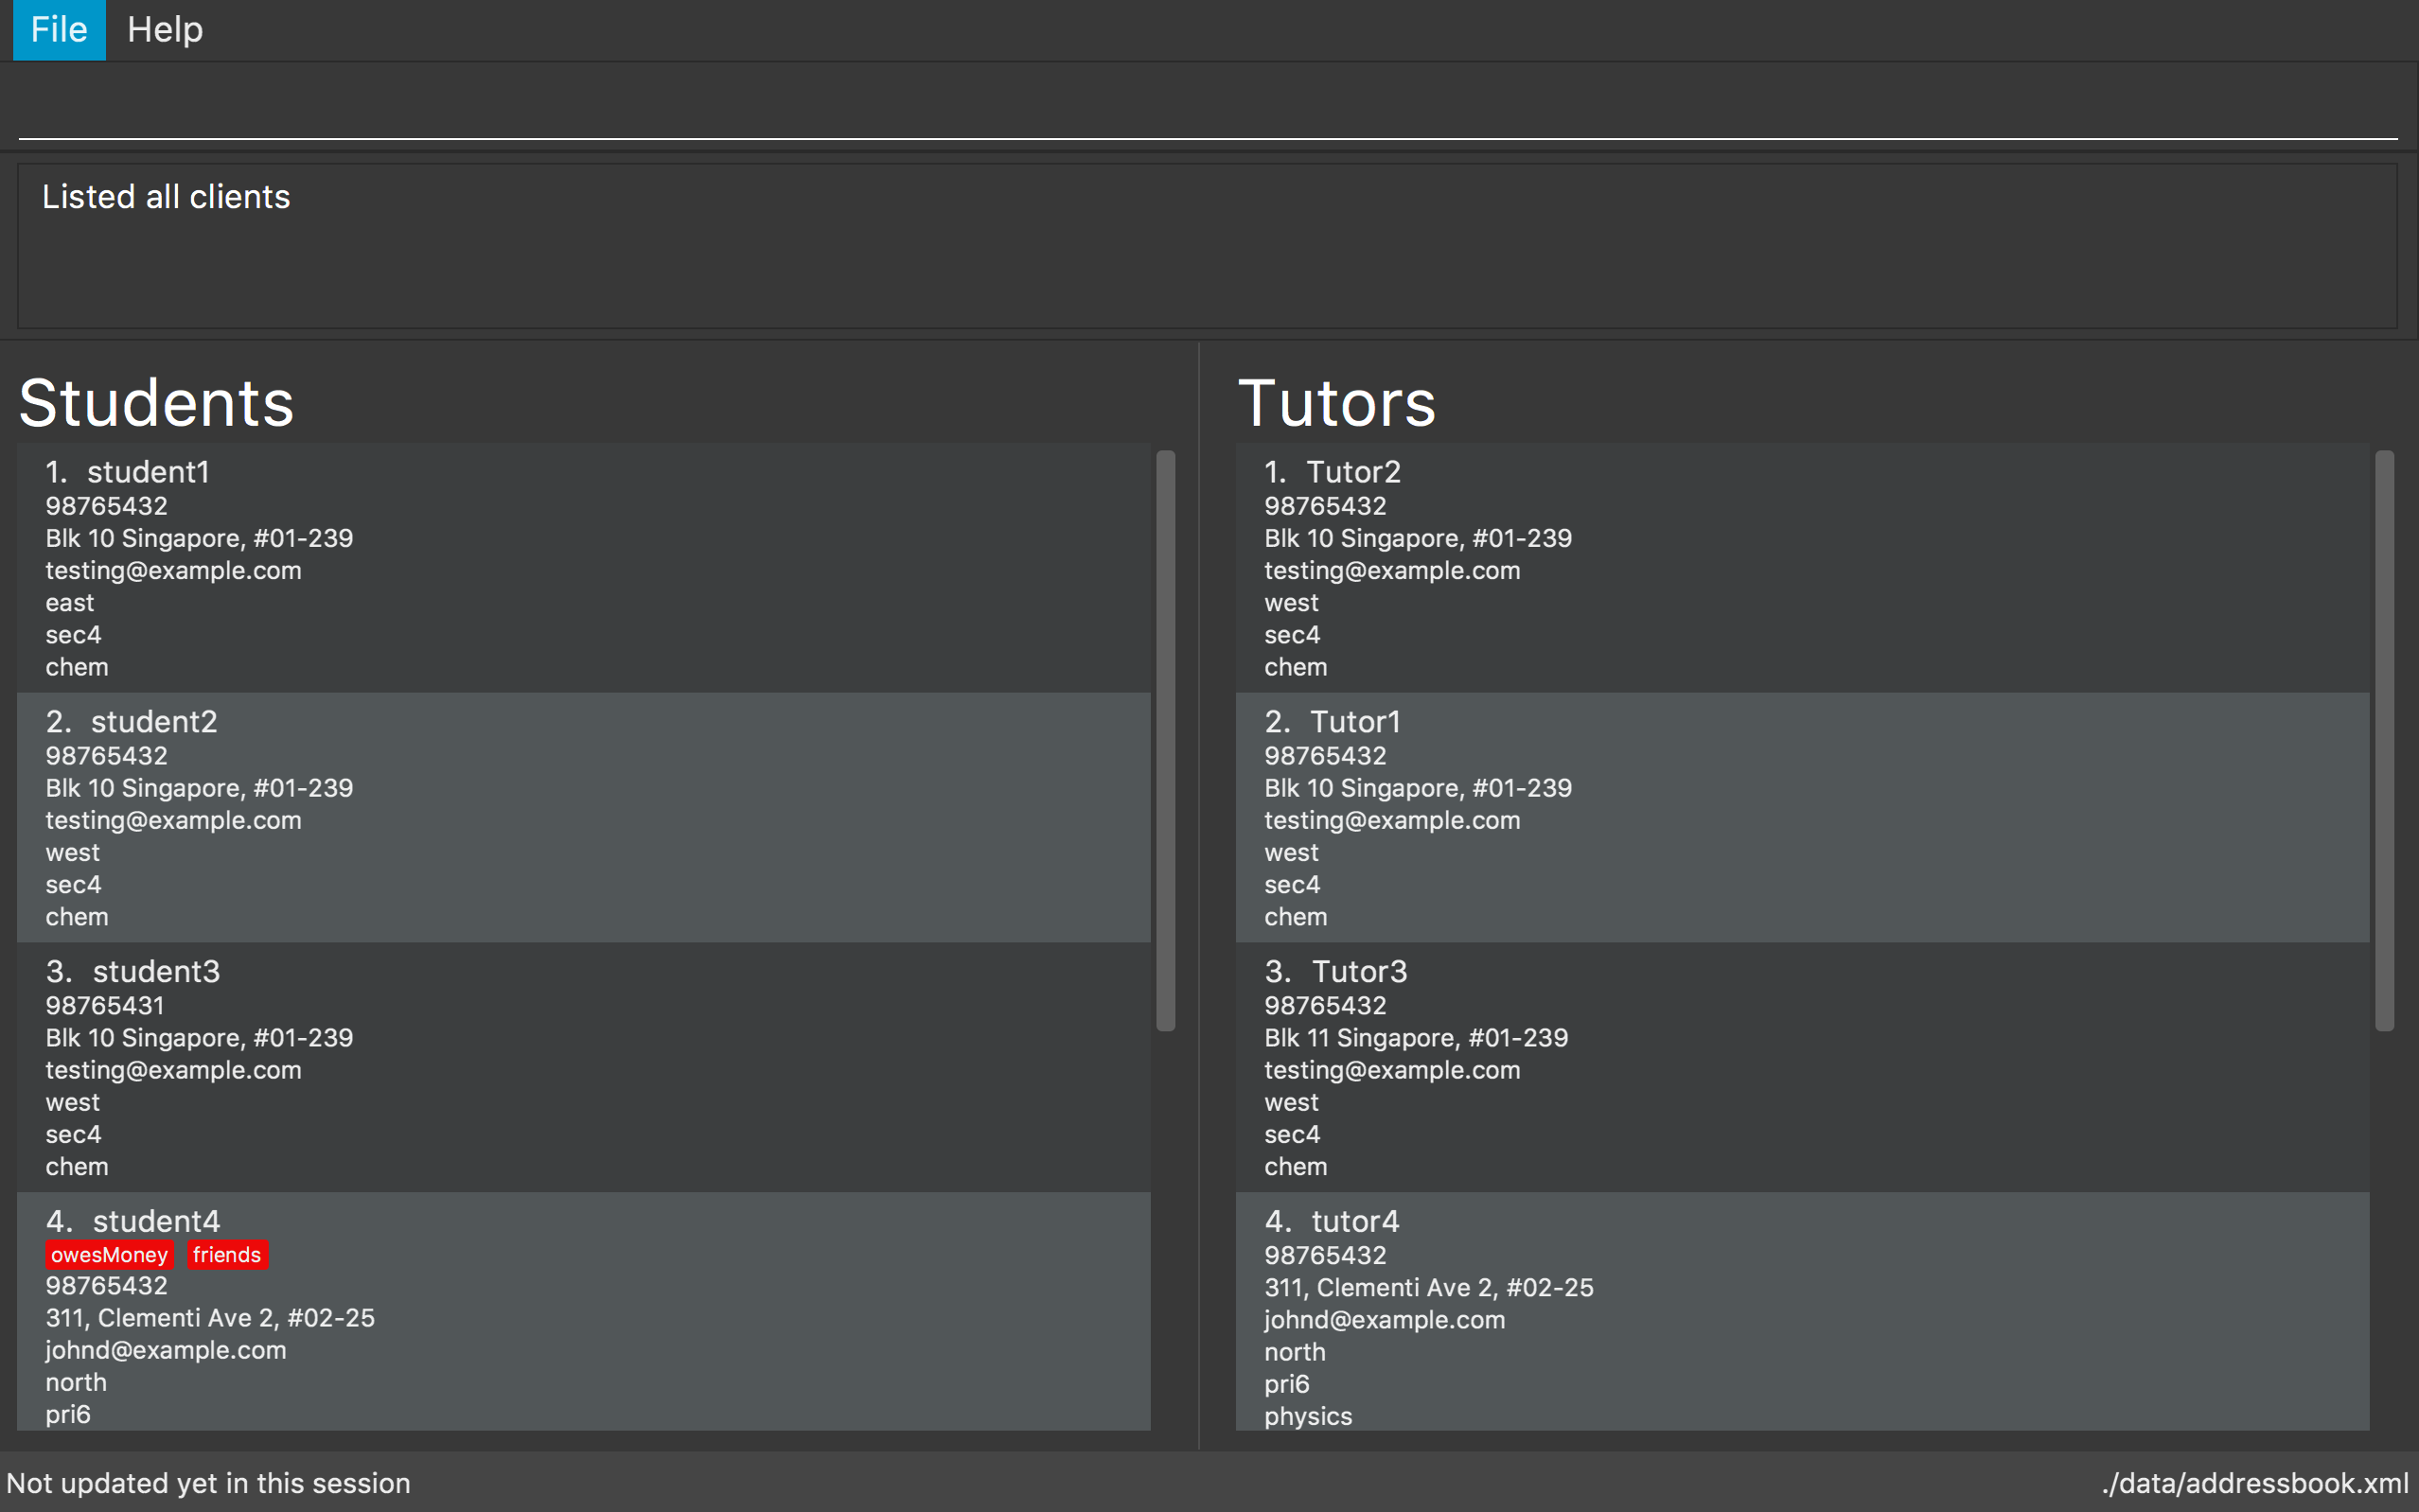 File Help
Listed all clients
Students
1. student1
98765432
Blk 10 Singapore, #01-239
testing@example.com
east
sec4
chem
2. student2
98765432
Blk 10 Singapore, #01-239
testing@example.com
west
sec4
chem
3. student3
98765431
Blk 10 Singapore, #01-239
testing@example.com
west
sec4
chem
4. student4
owesMoney friends
98765432
311, Clementi Ave 2, #02-25
johnd@example.com
north
pri6
Tutors
1. Tutor2
98765432
Blk 10 Singapore, #01-239
testing@example.com
west
sec4
chem
2. Tutor1
98765432
Blk 10 Singapore, #01-239
testing@example.com
west
sec4
chem
3. Tutor3
98765432
Blk 11 Singapore, #01-239
testing@example.com
west
sec4
chem
4. tutor4
98765432
311, Clementi Ave 2, #02-25
johnd@example.com
north
pri6
physics
Not updated yet in this session
./data/addressbook.xml